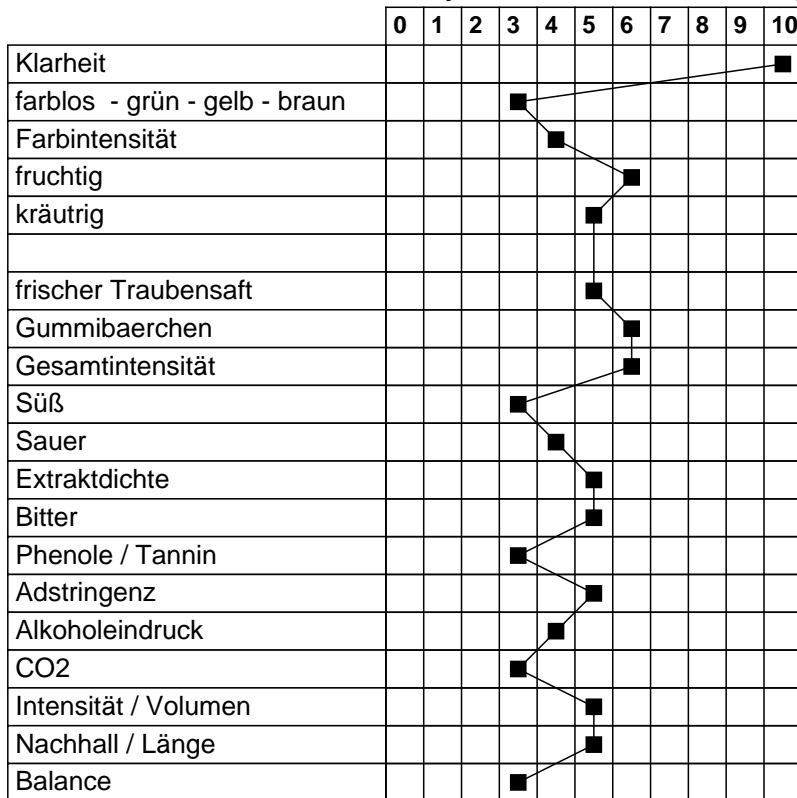 0 1 2 3 4 5 6 7 8 9 10
Klarheit
farblos - grün - gelb - braun
Farbintensität
fruchtig
kräutrig
frischer Traubensaft
Gummibaerchen
Gesamtintensität
Süß
Sauer
Extraktdichte
Bitter
Phenole / Tannin
Adstringenz
Alkoholeindruck
CO2
Intensität / Volumen
Nachhall / Länge
Balance